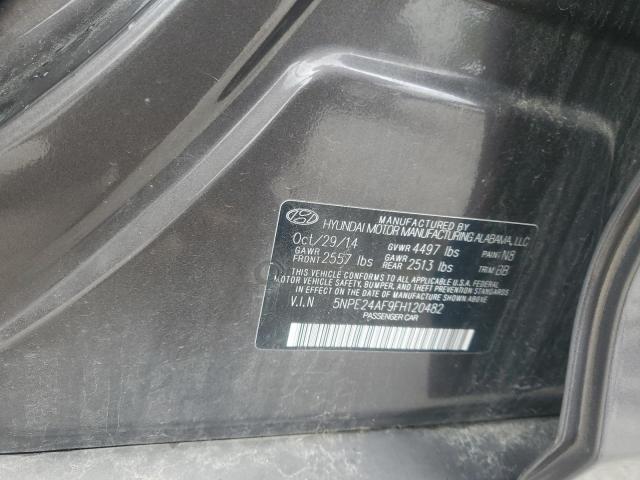 MANUFACTURED BY
HYUNDAI MOTOR MANUFACTURING ALABAMA, LLC
Oct/29/14 GVWR 4497 lbs PAINT N8
GAWR FRONT 2557 lbs GAWR REAR 2513 lbs TRIM BB
THIS VEHICLE CONFORMS TO ALL APPLICABLE U.S.A. FEDERAL
MOTOR VEHICLE SAFETY, BUMPER, AND THEFT PREVENTION STANDARDS
IN EFFECT ON THE DATE OF MANUFACTURE SHOWN ABOVE.
V.I.N 5NPE24AF9FH120482
PASSENGER CAR